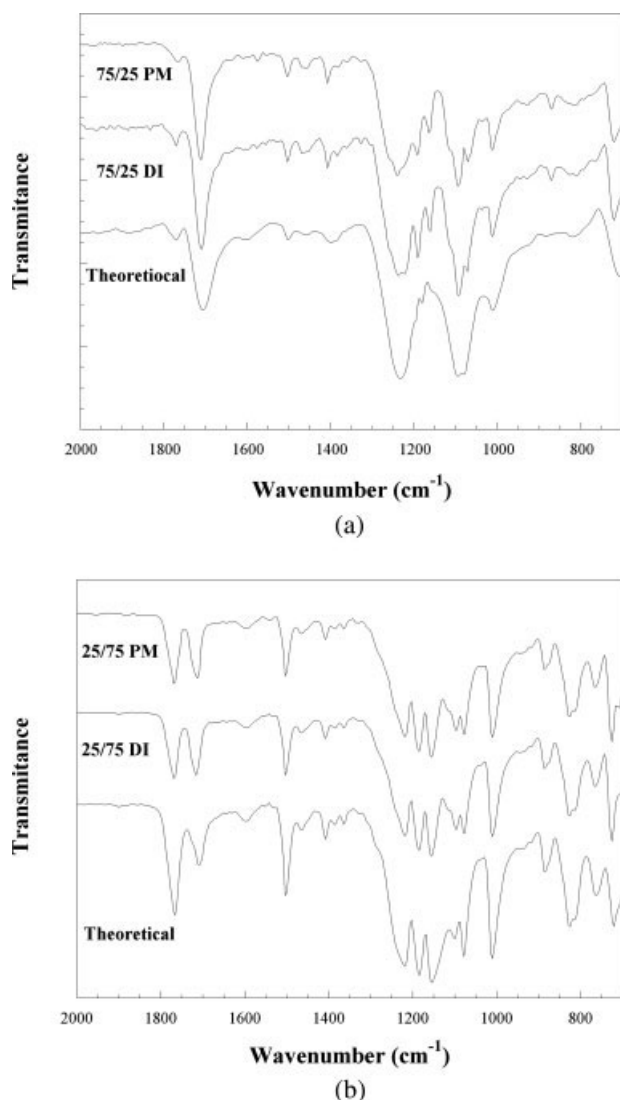 75/25 PM
75/25 DI
Theoretiocal
Transmitance
2000 1800 1600 1400 1200 1000 800
Wavenumber (cm⁻¹)
(a)
25/75 PM
25/75 DI
Theoretical
Transmitance
2000 1800 1600 1400 1200 1000 800
Wavenumber (cm⁻¹)
(b)